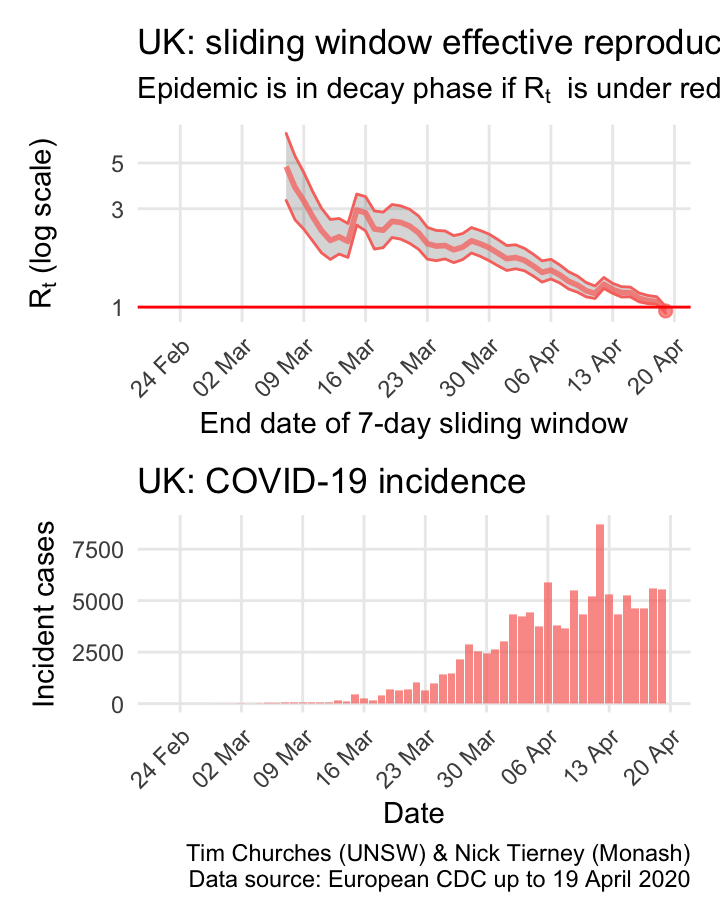 UK: sliding window effective reproduc
Epidemic is in decay phase if Rt is under red
Rt (log scale)
5
3
1
24 Feb
02 Mar
09 Mar
16 Mar
23 Mar
30 Mar
06 Apr
13 Apr
20 Apr
End date of 7-day sliding window
UK: COVID-19 incidence
Incident cases
7500
5000
2500
0
24 Feb
02 Mar
09 Mar
16 Mar
23 Mar
30 Mar
06 Apr
13 Apr
20 Apr
Date
Tim Churches (UNSW) & Nick Tierney (Monash)
Data source: European CDC up to 19 April 2020